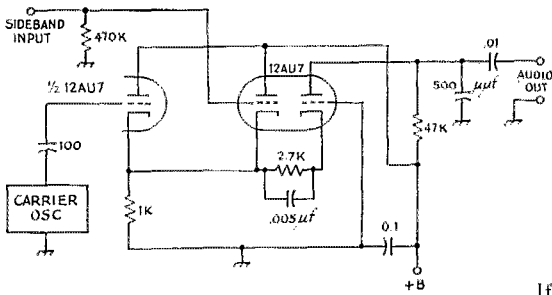 SIDEBAND
INPUT
470K
½ 12AU7
12AU7
.01
500 μμf
AUDIO
OUT
47K
100
2.7K
.005μf
CARRIER
OSC
1K
0.1
+B
If